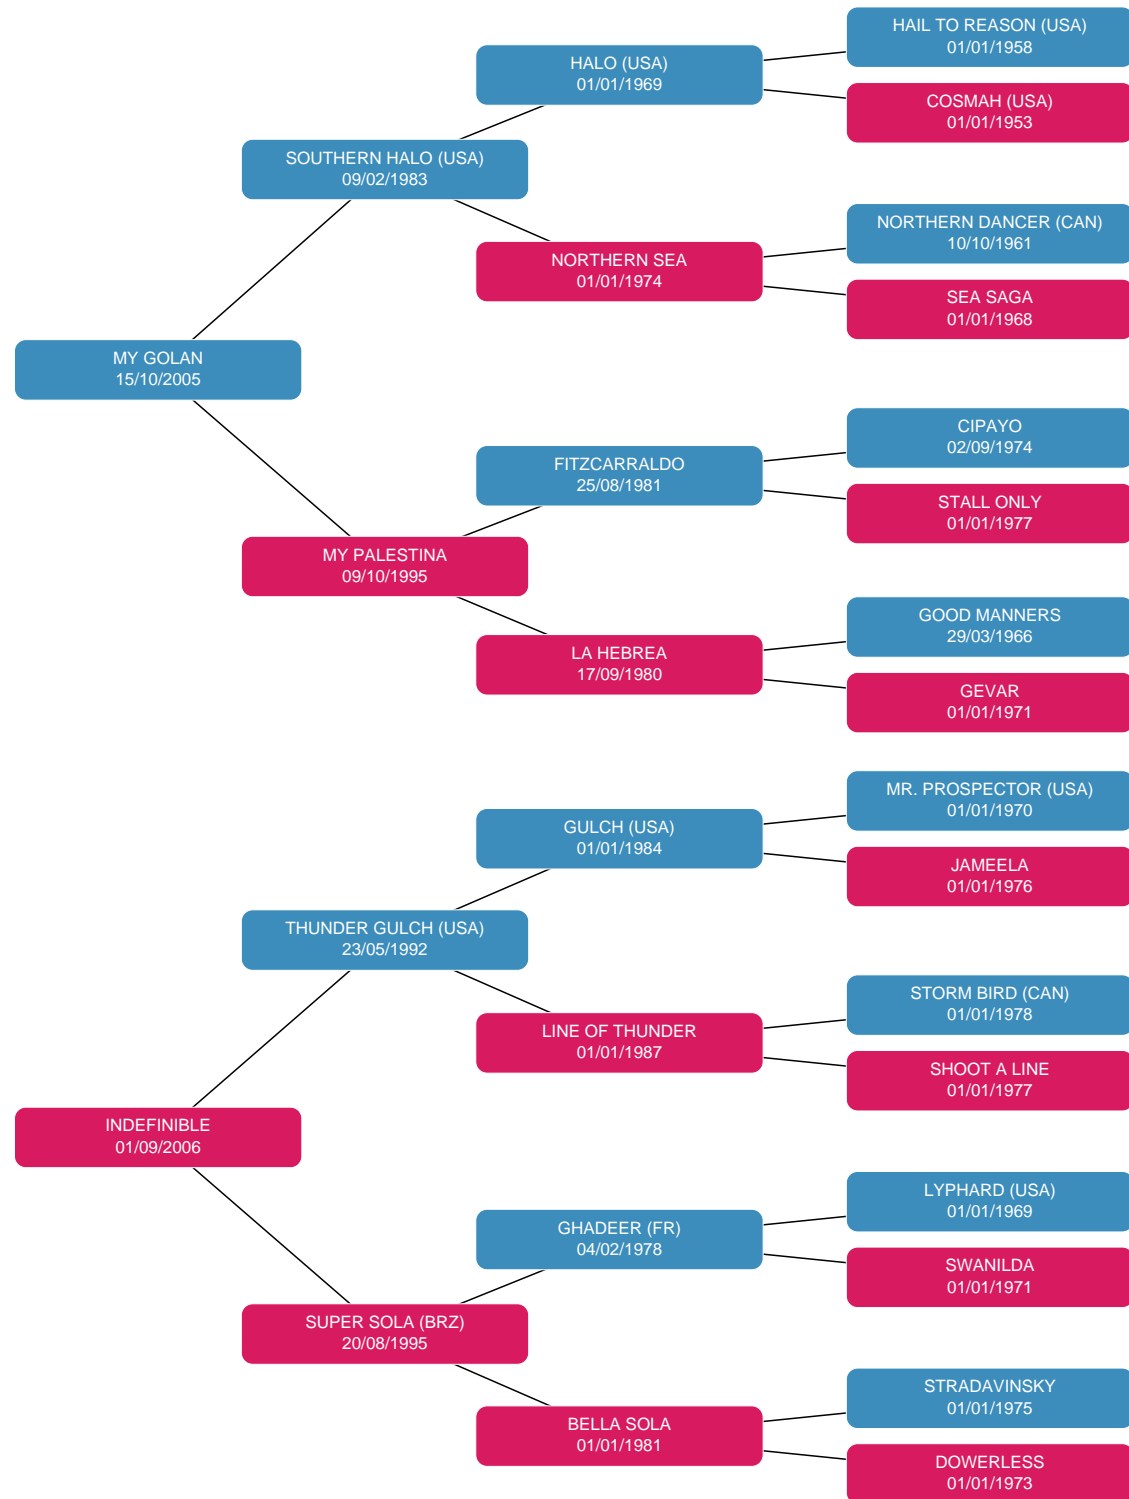 HAIL TO REASON (USA)
01/01/1958
HALO (USA)
01/01/1969
COSMAH (USA)
01/01/1953
SOUTHERN HALO (USA)
09/02/1983
NORTHERN DANCER (CAN)
10/10/1961
NORTHERN SEA
01/01/1974
SEA SAGA
01/01/1968
MY GOLAN
15/10/2005
CIPAYO
02/09/1974
FITZCARRALDO
25/08/1981
STALL ONLY
01/01/1977
MY PALESTINA
09/10/1995
GOOD MANNERS
29/03/1966
LA HEBREA
17/09/1980
GEVAR
01/01/1971
MR. PROSPECTOR (USA)
01/01/1970
GULCH (USA)
01/01/1984
JAMEELA
01/01/1976
THUNDER GULCH (USA)
23/05/1992
STORM BIRD (CAN)
01/01/1978
LINE OF THUNDER
01/01/1987
SHOOT A LINE
01/01/1977
INDEFINIBLE
01/09/2006
LYPHARD (USA)
01/01/1969
GHADEER (FR)
04/02/1978
SWANILDA
01/01/1971
SUPER SOLA (BRZ)
20/08/1995
STRADAVINSKY
01/01/1975
BELLA SOLA
01/01/1981
DOWERLESS
01/01/1973